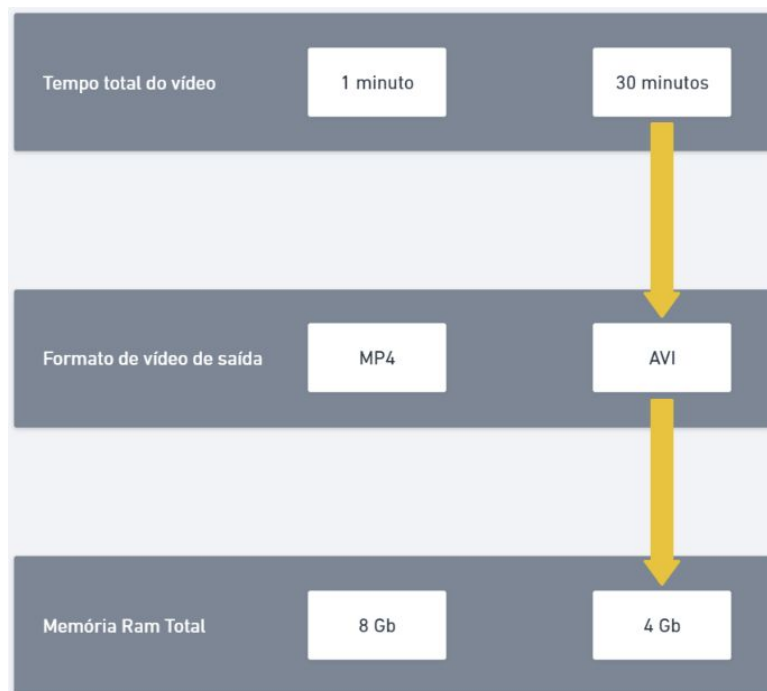 Tempo total do vídeo
1 minuto
30 minutos
Formato de vídeo de saída
MP4
AVI
Memória Ram Total
8 Gb
4 Gb